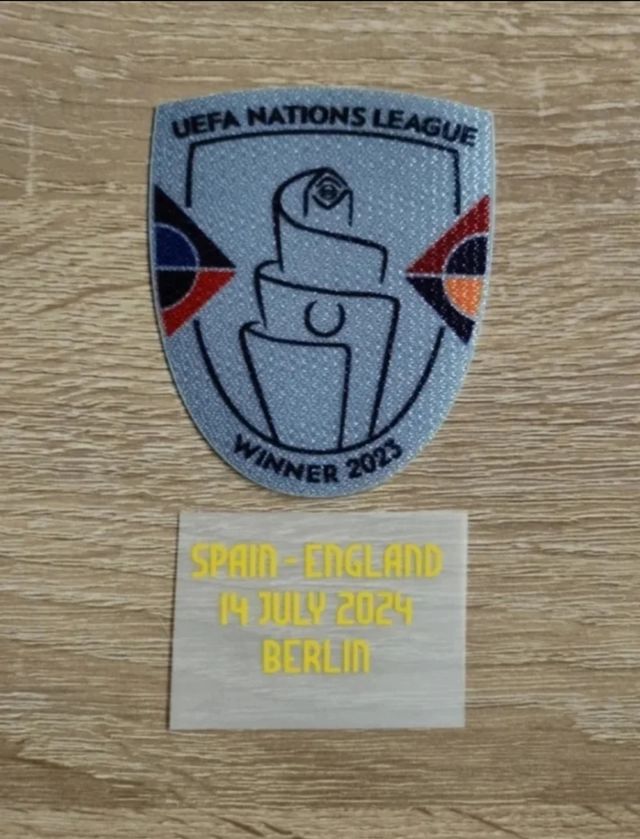 UEFA NATIONS LEAGUE
WINNER 2023
SPAIN - ENGLAND
14 JULY 2024
BERLIN